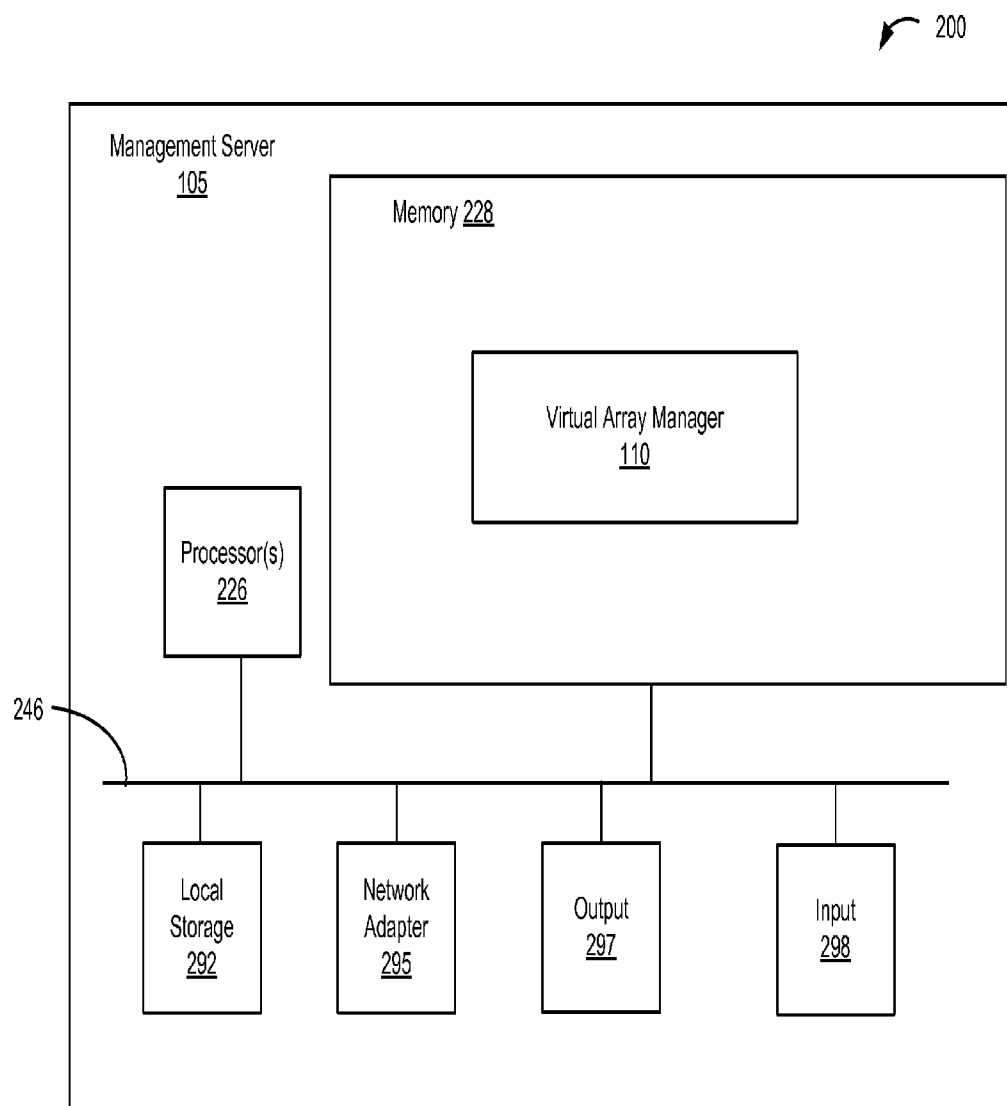 200
Management Server
105
Memory 228
Virtual Array Manager
110
Processor(s)
226
246
Local
Storage
292
Network
Adapter
295
Output
297
Input
298